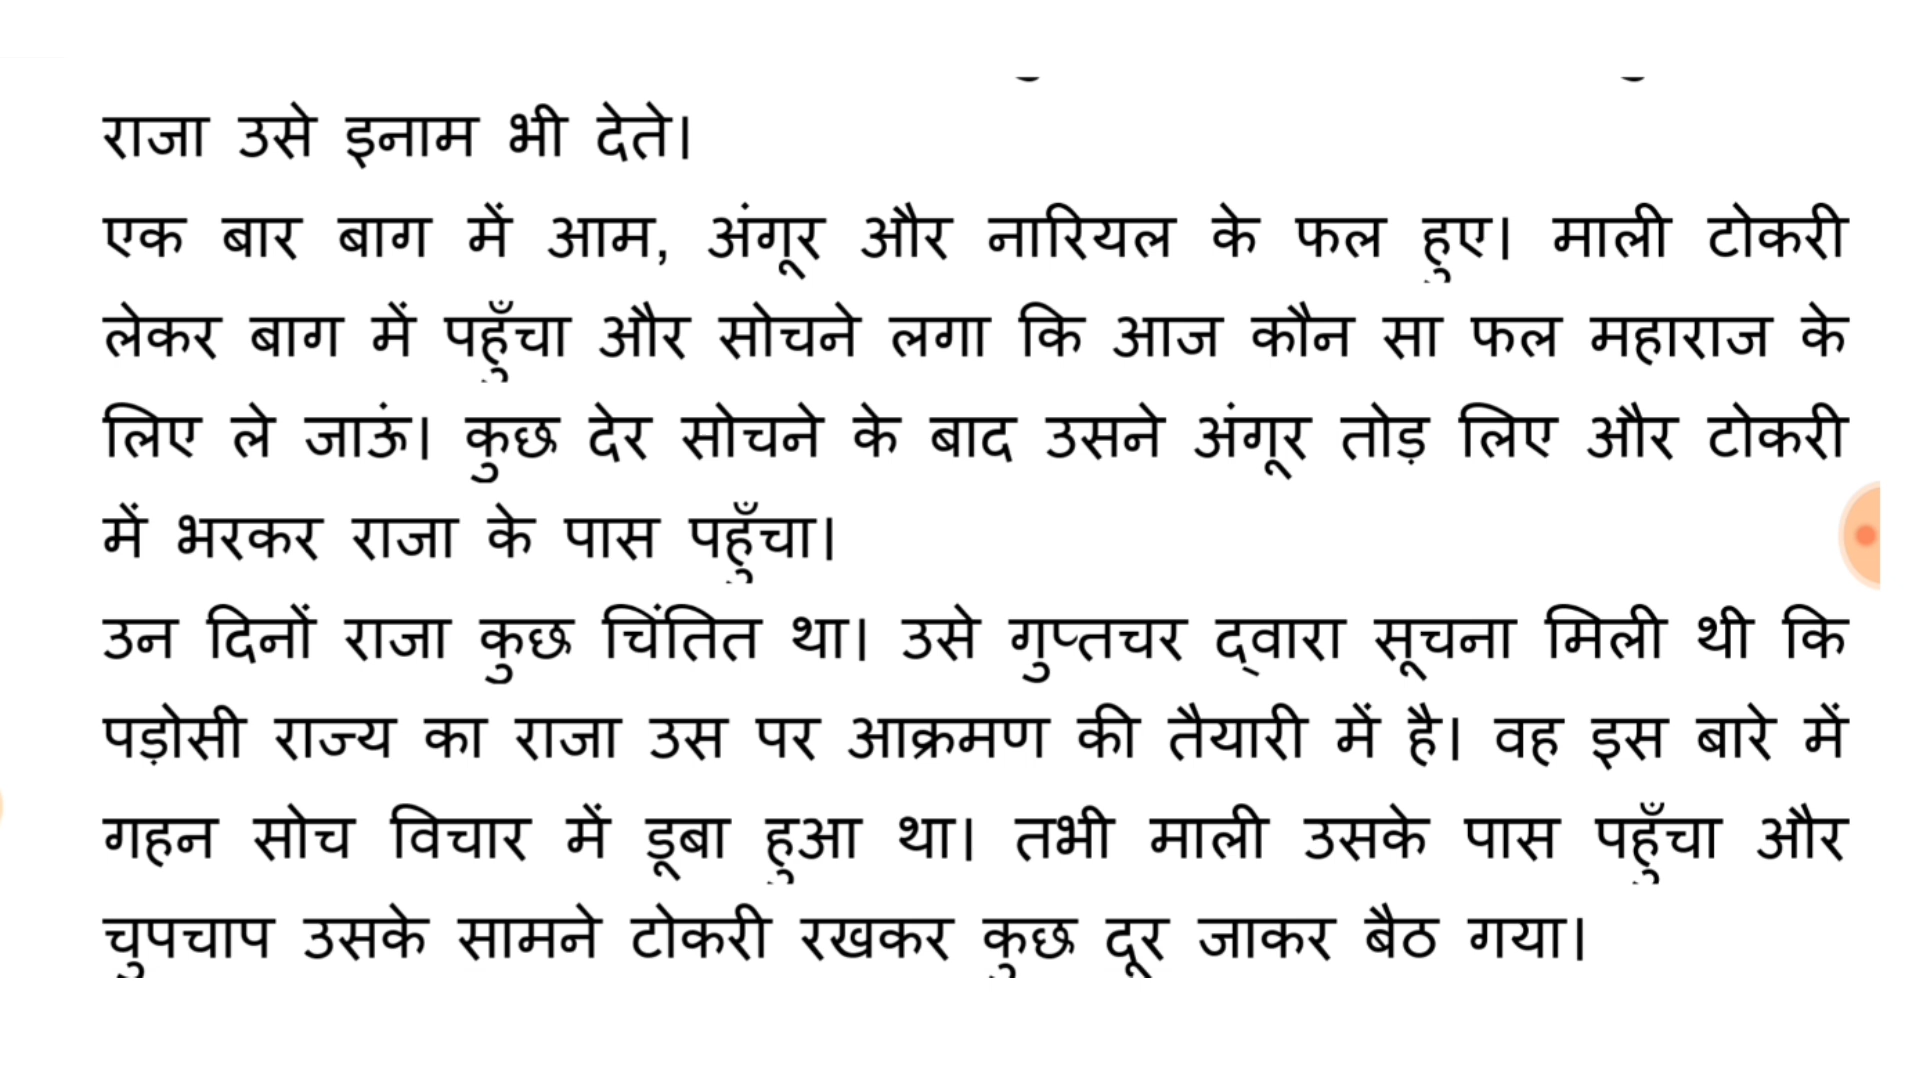 राजा उसे इनाम भी देते।
एक बार बाग में आम, अंगूर और नारियल के फल हुए। माली टोकरी
लेकर बाग में पहुँचा और सोचने लगा कि आज कौन सा फल महाराज के
लिए ले जाऊं। कुछ देर सोचने के बाद उसने अंगूर तोड़ लिए और टोकरी
में भरकर राजा के पास पहुँचा।
उन दिनों राजा कुछ चिंतित था। उसे गुप्तचर द्वारा सूचना मिली थी कि
पड़ोसी राज्य का राजा उस पर आक्रमण की तैयारी में है। वह इस बारे में
गहन सोच विचार में डूबा हुआ था। तभी माली उसके पास पहुँचा और
चुपचाप उसके सामने टोकरी रखकर कुछ दूर जाकर बैठ गया।